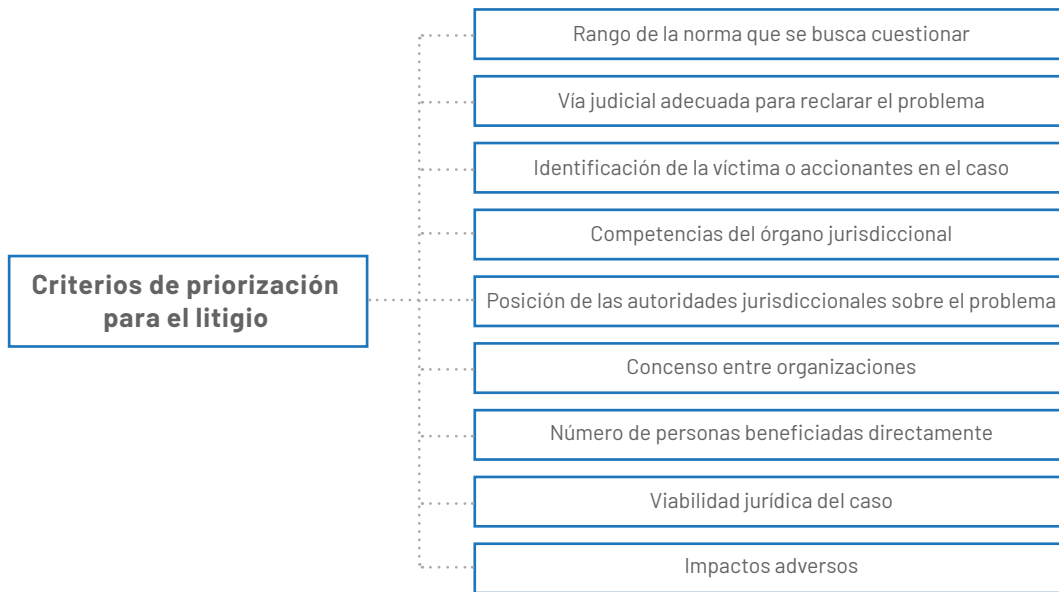 Rango de la norma que se busca cuestionar
Vía judicial adecuada para reclarar el problema
Identificación de la víctima o accionantes en el caso
Competencias del órgano jurisdiccional
Criterios de priorización
para el litigio
Posición de las autoridades jurisdiccionales sobre el problema
Concenso entre organizaciones
Número de personas beneficiadas directamente
Viabilidad jurídica del caso
Impactos adversos